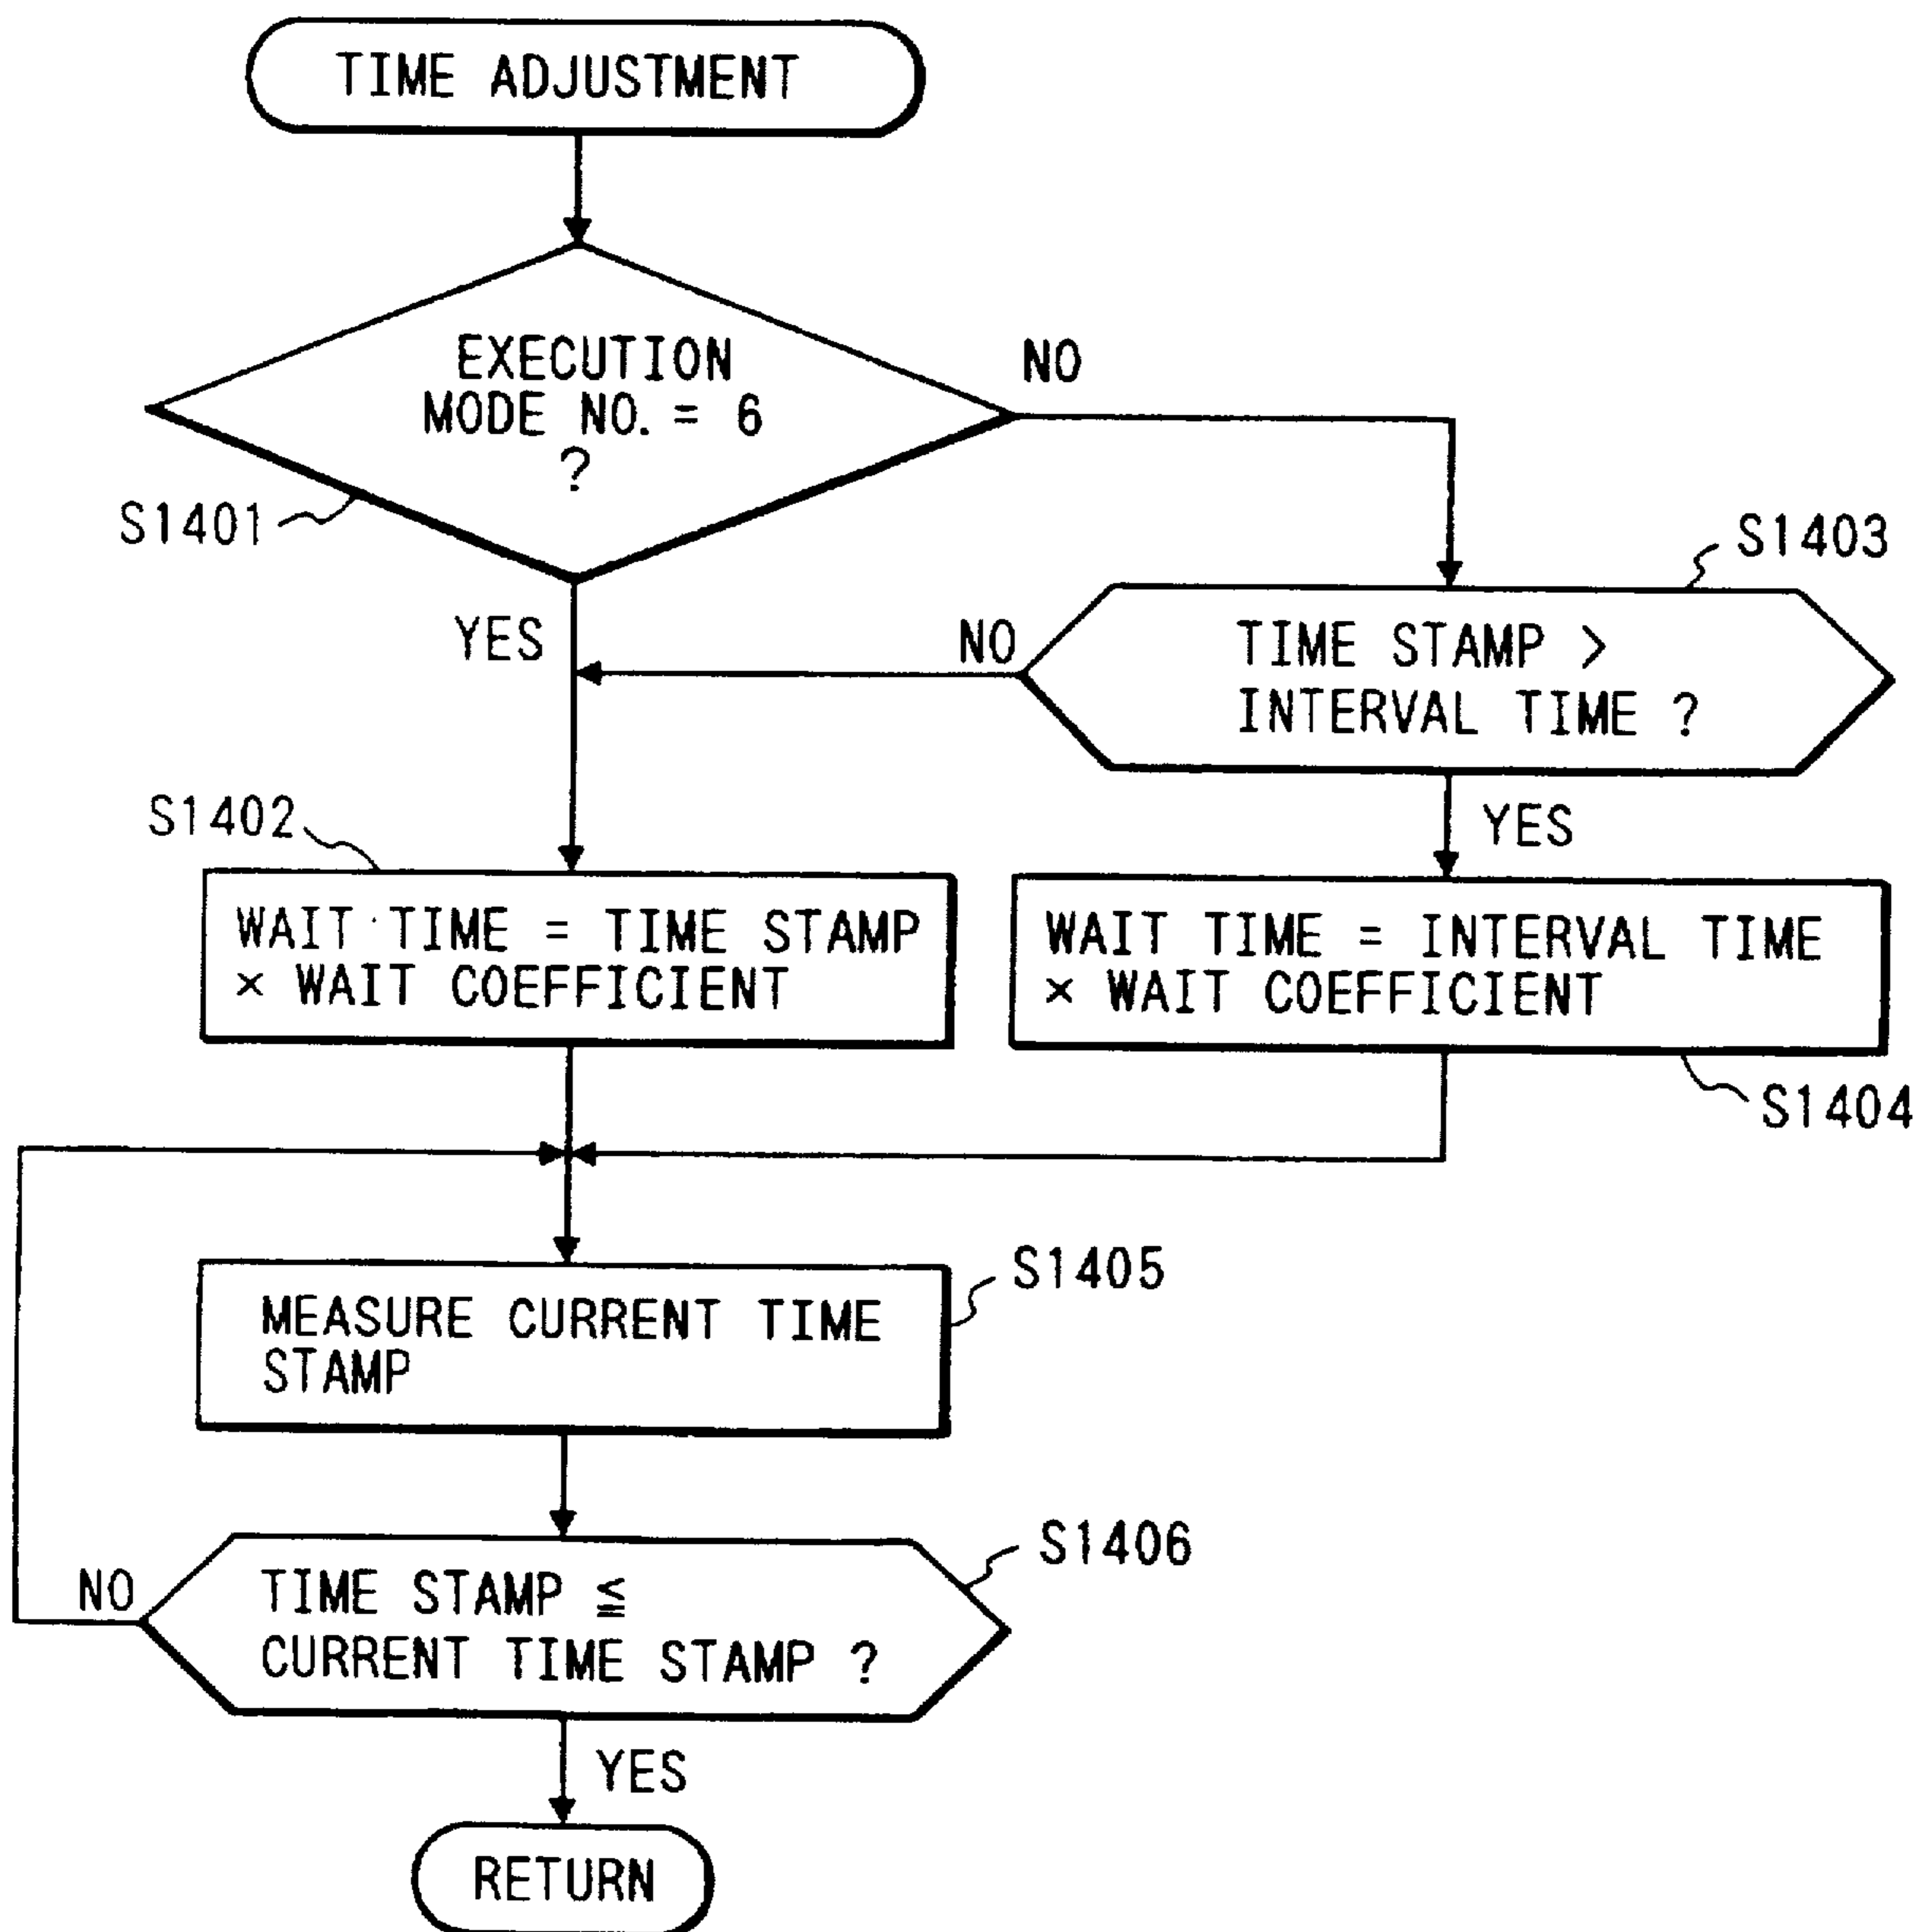 TIME ADJUSTMENT
EXECUTION
MODE NO. = 6
?
NO
S1401
S1403
YES
NO
TIME STAMP >
INTERVAL TIME ?
S1402
YES
WAIT TIME = TIME STAMP
× WAIT COEFFICIENT
WAIT TIME = INTERVAL TIME
× WAIT COEFFICIENT
S1404
S1405
MEASURE CURRENT TIME
STAMP
S1406
NO
TIME STAMP ≦
CURRENT TIME STAMP ?
YES
RETURN